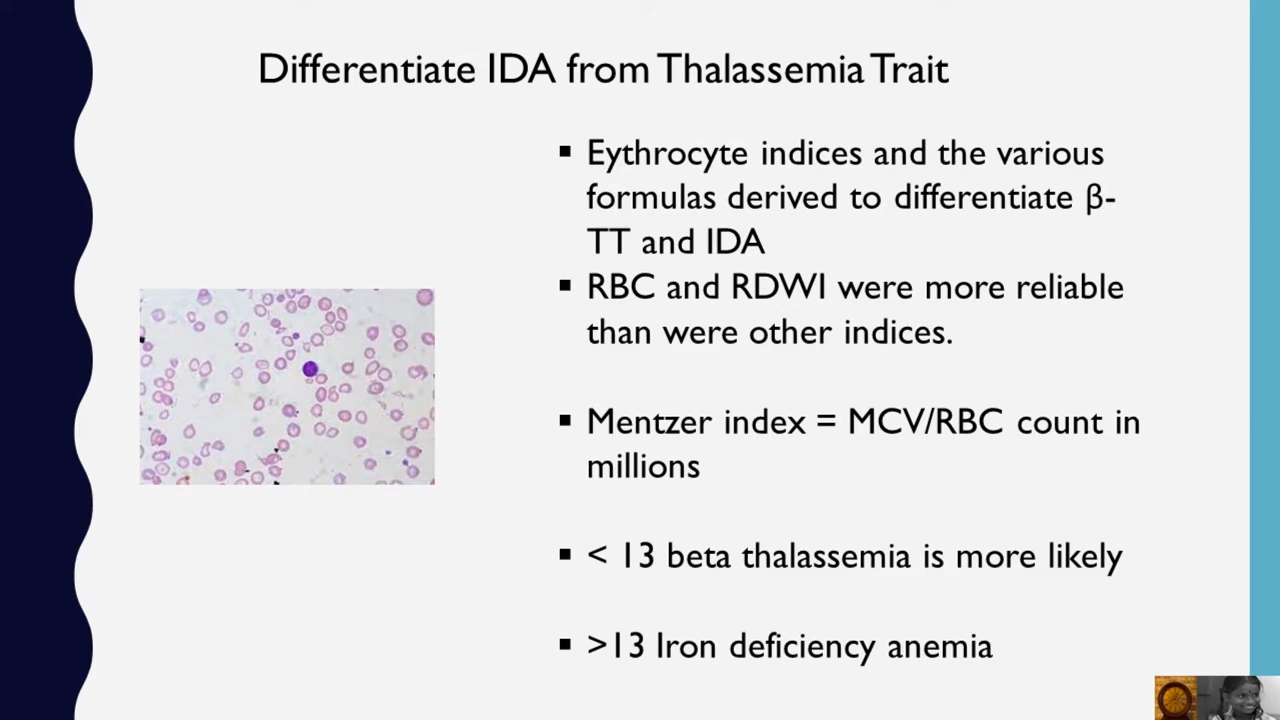 Differentiate IDA from Thalassemia Trait
▪ Eythrocyte indices and the various
formulas derived to differentiate β-
TT and IDA
▪ RBC and RDWI were more reliable
than were other indices.
▪ Mentzer index = MCV/RBC count in
millions
▪ < 13 beta thalassemia is more likely
▪ >13 Iron deficiency anemia